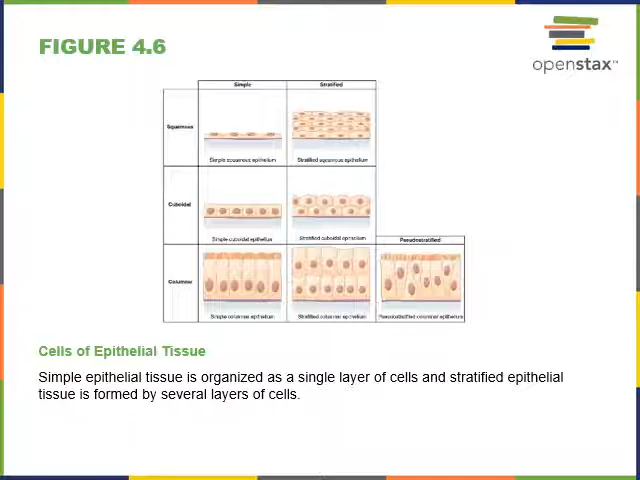 FIGURE 4.6
openstax™
Simple
Stratified
Squamous
Simple squamous epithelium
Stratified squamous epithelium
Cuboidal
Simple cuboidal epithelium
Stratified cuboidal epithelium
Pseudostratified
Columnar
Simple columnar epithelium
Stratified columnar epithelium
Pseudostratified columnar epithelium
Cells of Epithelial Tissue
Simple epithelial tissue is organized as a single layer of cells and stratified epithelial
tissue is formed by several layers of cells.